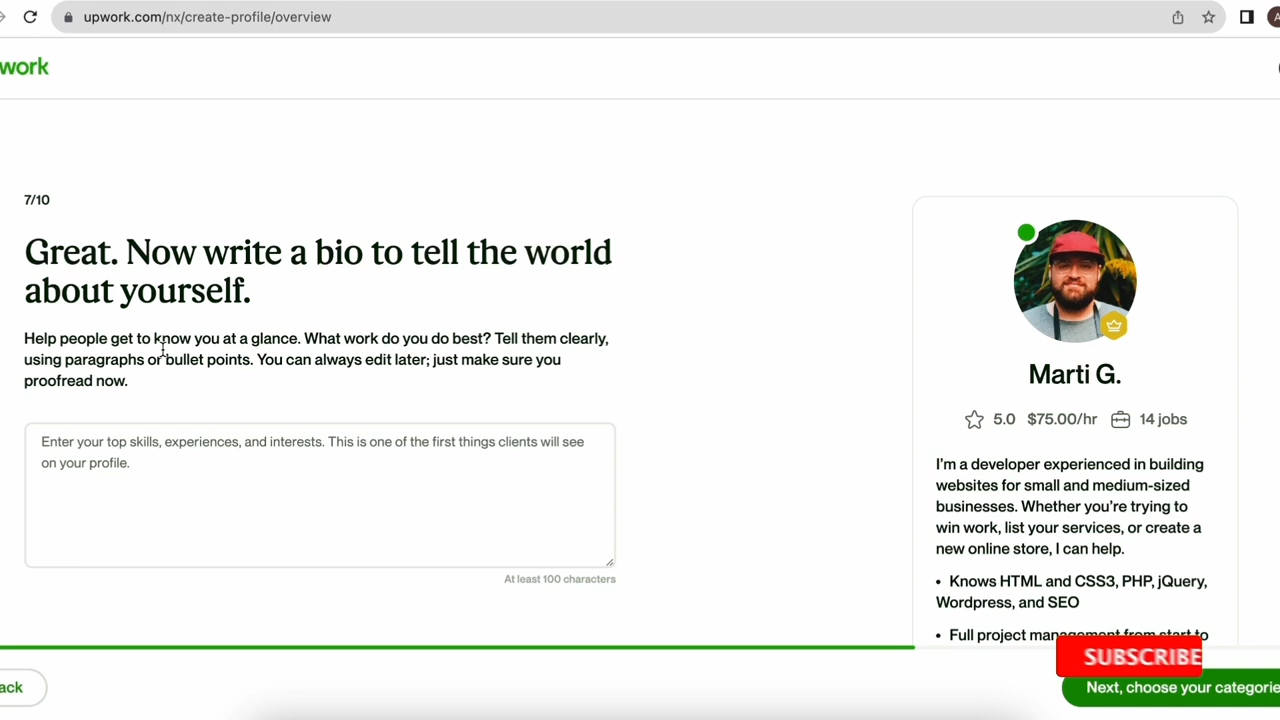 upwork.com/nx/create-profile/overview
work
7/10
Great. Now write a bio to tell the world
about yourself.
Help people get to know you at a glance. What work do you do best? Tell them clearly,
using paragraphs or bullet points. You can always edit later; just make sure you
proofread now.
Enter your top skills, experiences, and interests. This is one of the first things clients will see
on your profile.
At least 100 characters
Marti G.
5.0 $75.00/hr 14 jobs
I'm a developer experienced in building
websites for small and medium-sized
businesses. Whether you're trying to
win work, list your services, or create a
new online store, I can help.
• Knows HTML and CSS3, PHP, jQuery,
Wordpress, and SEO
• Full project management from start to
SUBSCRIBE
ack
Next, choose your categorie